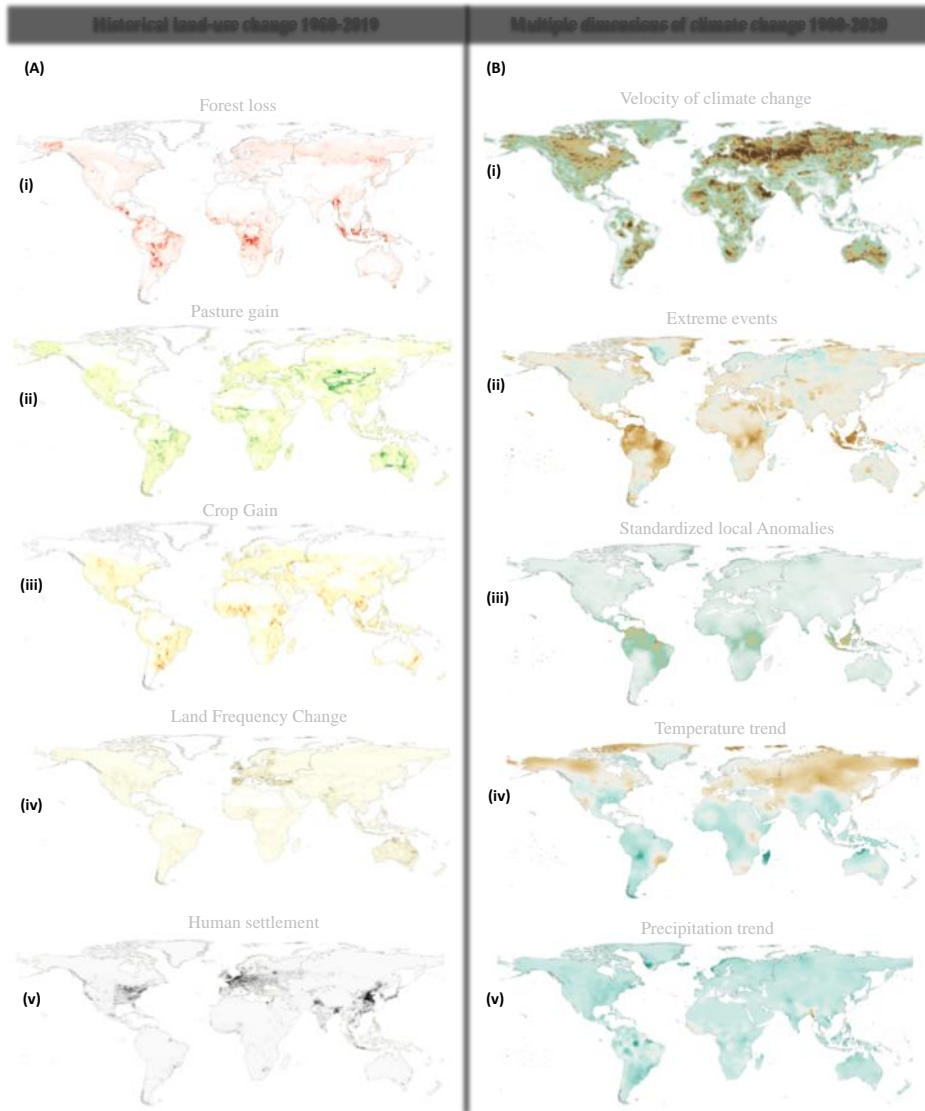 Historical land-use change 1960-2019
Multiple dimensions of climate change 1900-2020
(A)
Forest loss
(i)
Pasture gain
(ii)
Crop Gain
(iii)
Land Frequency Change
(iv)
Human settlement
(v)
(B)
Velocity of climate change
(i)
Extreme events
(ii)
Standardized local Anomalies
(iii)
Temperature trend
(iv)
Precipitation trend
(v)